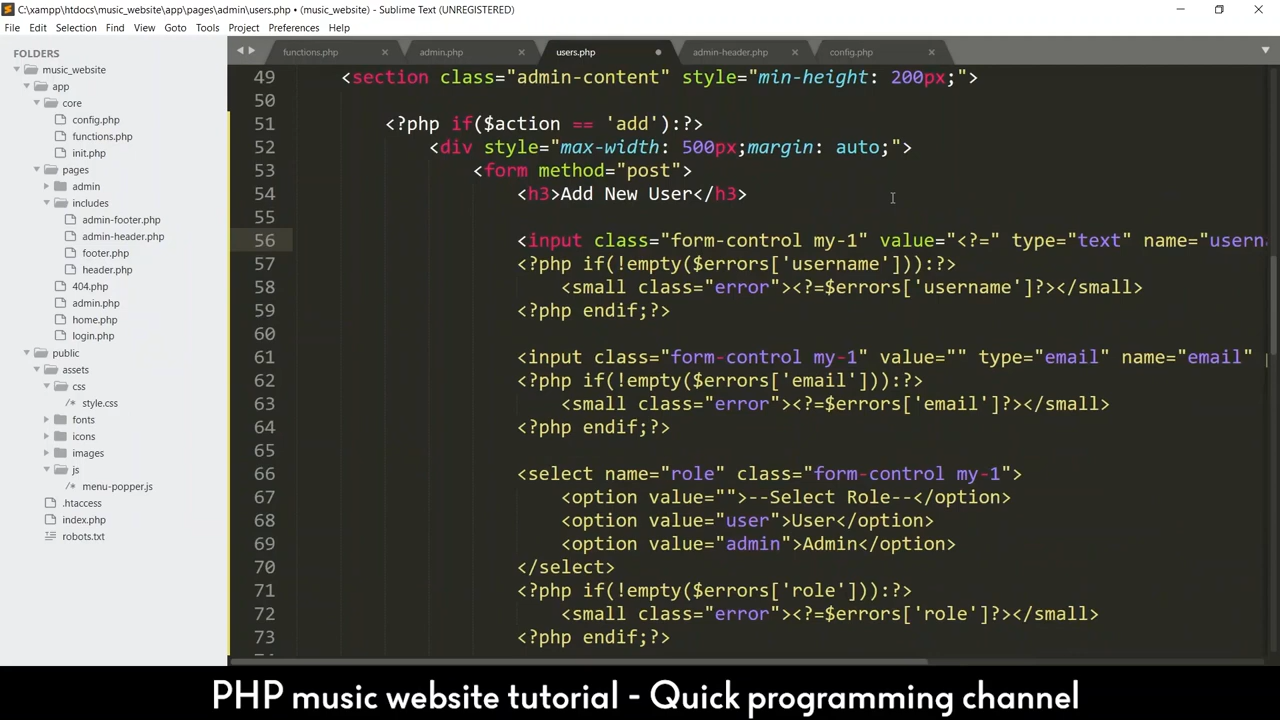 C:\xampp\htdocs\music_website\app\pages\admin\users.php • (music_website) - Sublime Text (UNREGISTERED)
File Edit Selection Find View Goto Tools Project Preferences Help
FOLDERS
music_website
app
core
config.php
functions.php
init.php
pages
admin
includes
admin-footer.php
admin-header.php
footer.php
header.php
404.php
admin.php
home.php
login.php
public
assets
css
style.css
fonts
icons
images
js
menu-popper.js
.htaccess
index.php
robots.txt
functions.php admin.php users.php admin-header.php config.php
49 <section class="admin-content" style="min-height: 200px;">
50
51 <?php if($action == 'add'):?>
52 <div style="max-width: 500px;margin: auto;">
53 <form method="post">
54 <h3>Add New User</h3>
55
56 <input class="form-control my-1" value="<?=" type="text" name="usern
57 <?php if(!empty($errors['username'])):?>
58 <small class="error"><?=$errors['username']?></small>
59 <?php endif;?>
60
61 <input class="form-control my-1" value="" type="email" name="email" p
62 <?php if(!empty($errors['email'])):?>
63 <small class="error"><?=$errors['email']?></small>
64 <?php endif;?>
65
66 <select name="role" class="form-control my-1">
67 <option value="">--Select Role--</option>
68 <option value="user">User</option>
69 <option value="admin">Admin</option>
70 </select>
71 <?php if(!empty($errors['role'])):?>
72 <small class="error"><?=$errors['role']?></small>
73 <?php endif;?>
PHP music website tutorial - Quick programming channel